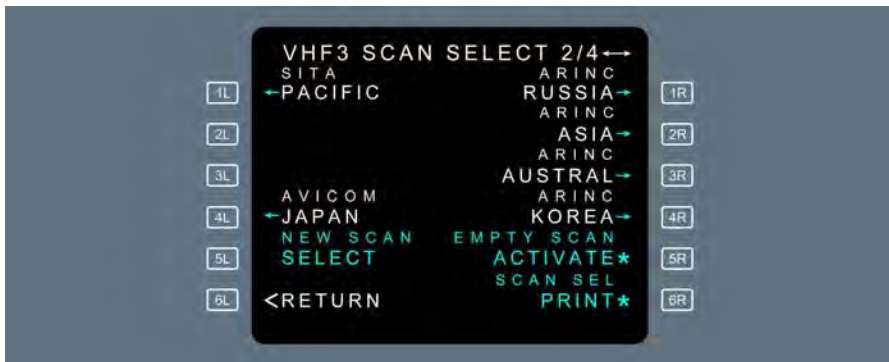 VHF3 SCAN SELECT 2/4←→
SITA ARINC
1L ←PACIFIC RUSSIA→ 1R
ARINC
2L ASIA→ 2R
ARINC
3L AUSTRAL→ 3R
AVICOM ARINC
4L ←JAPAN KOREA→ 4R
NEW SCAN EMPTY SCAN
5L SELECT ACTIVATE* 5R
SCAN SEL
6L <RETURN PRINT* 6R